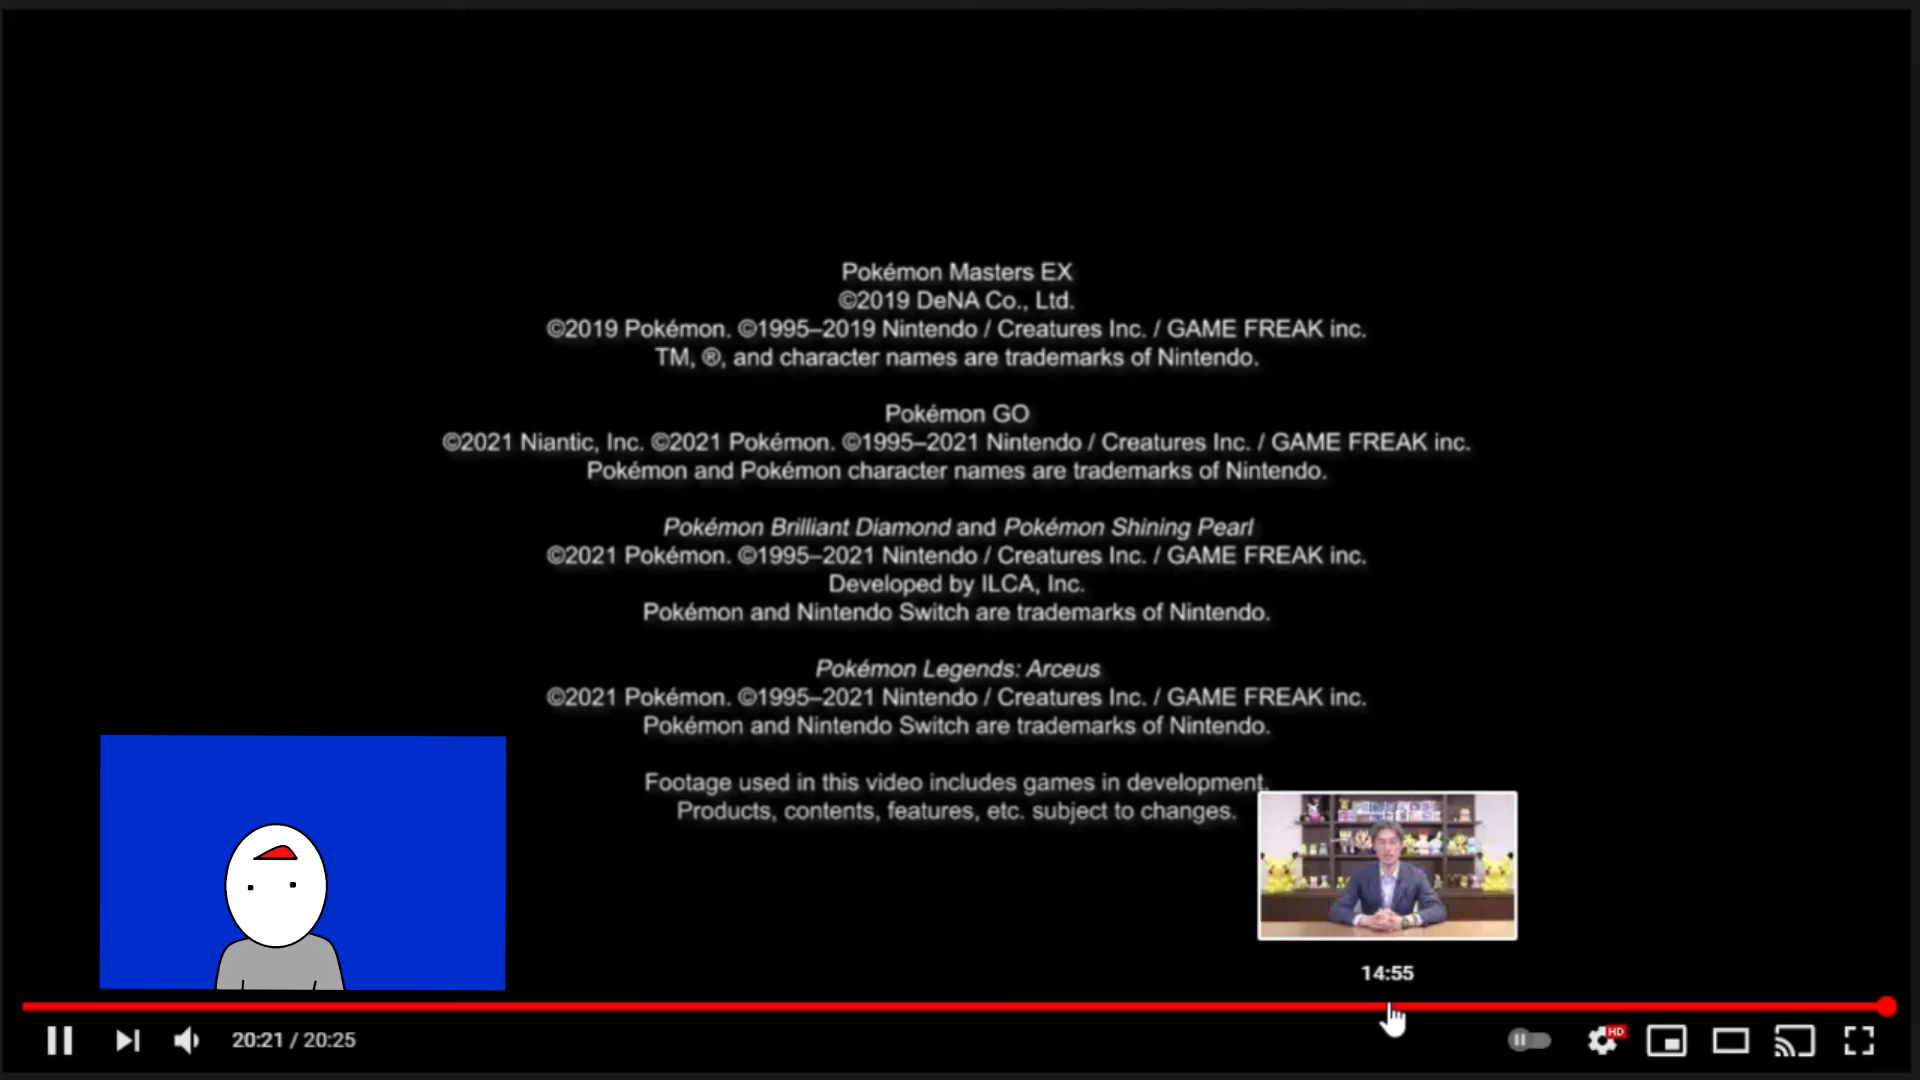 Pokémon Masters EX
©2019 DeNA Co., Ltd.
©2019 Pokémon. ©1995–2019 Nintendo / Creatures Inc. / GAME FREAK inc.
TM, ®, and character names are trademarks of Nintendo.
Pokémon GO
©2021 Niantic, Inc. ©2021 Pokémon. ©1995–2021 Nintendo / Creatures Inc. / GAME FREAK inc.
Pokémon and Pokémon character names are trademarks of Nintendo.
Pokémon Brilliant Diamond and Pokémon Shining Pearl
©2021 Pokémon. ©1995–2021 Nintendo / Creatures Inc. / GAME FREAK inc.
Developed by ILCA, Inc.
Pokémon and Nintendo Switch are trademarks of Nintendo.
Pokémon Legends: Arceus
©2021 Pokémon. ©1995–2021 Nintendo / Creatures Inc. / GAME FREAK inc.
Pokémon and Nintendo Switch are trademarks of Nintendo.
Footage used in this video includes games in development.
Products, contents, features, etc. subject to changes.
14:55
20:21 / 20:25
HD